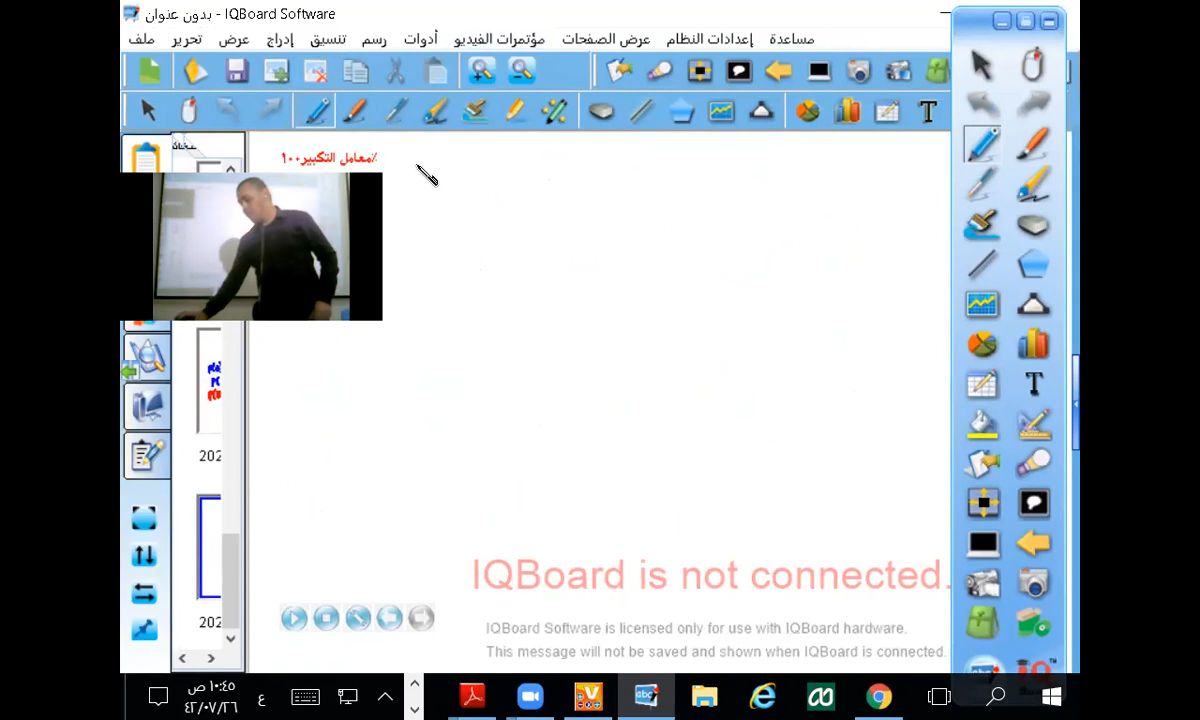 بدون عنوان - IQBoard Software
ملف تحرير عرض إدراج تنسيق رسم أدوات مؤتمرات الفيديو عرض الصفحات إعدادات النظام مساعدة
T
معامل التكبير١٠٠٪
T
202
IQBoard is not connected.
202
IQBoard Software is licensed only for use with IQBoard hardware.
This message will not be saved and shown when IQBoard is connected.
١٠:٤٥ ص
٤٢/٠٧/٢٦
ع
abc